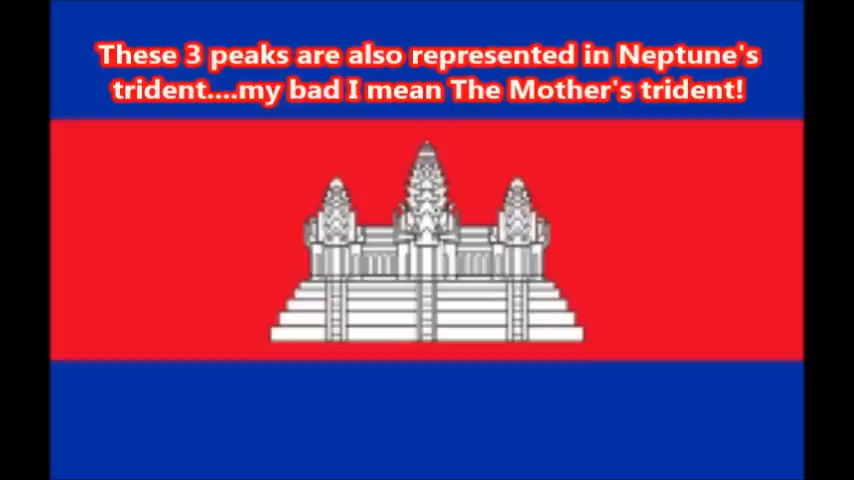 These 3 peaks are also represented in Neptune's
trident....my bad I mean The Mother's trident!